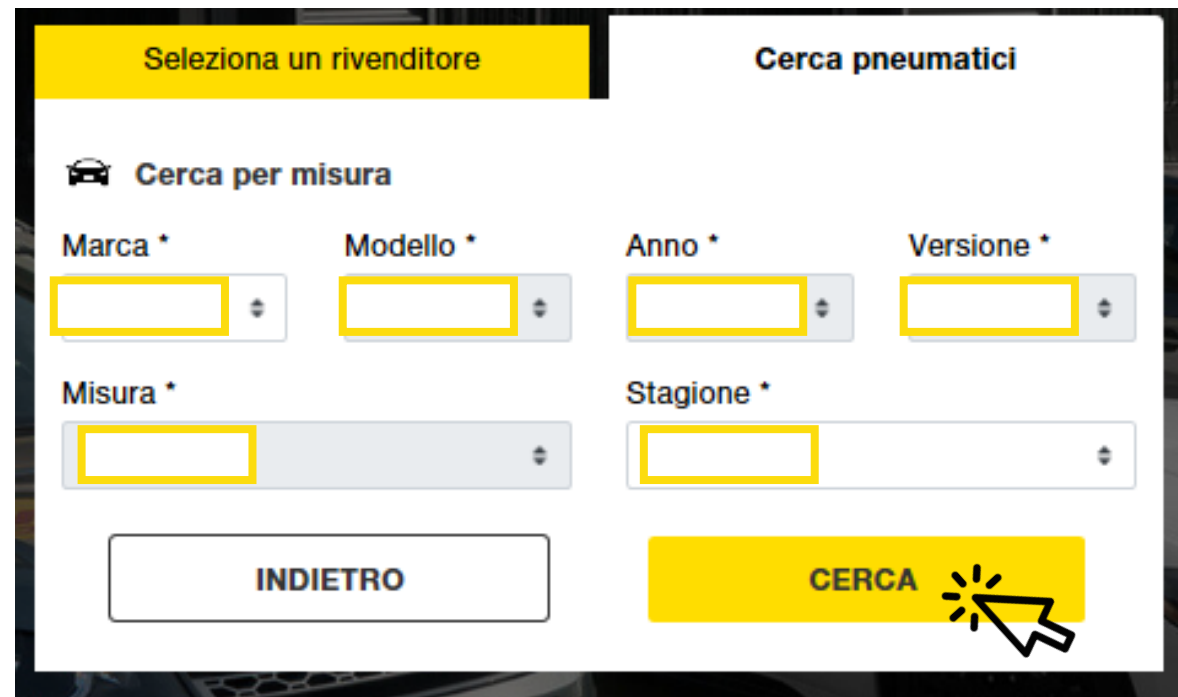 Seleziona un rivenditore
Cerca pneumatici
Cerca per misura
Marca * Modello * Anno * Versione *
Misura * Stagione *
INDIETRO CERCA